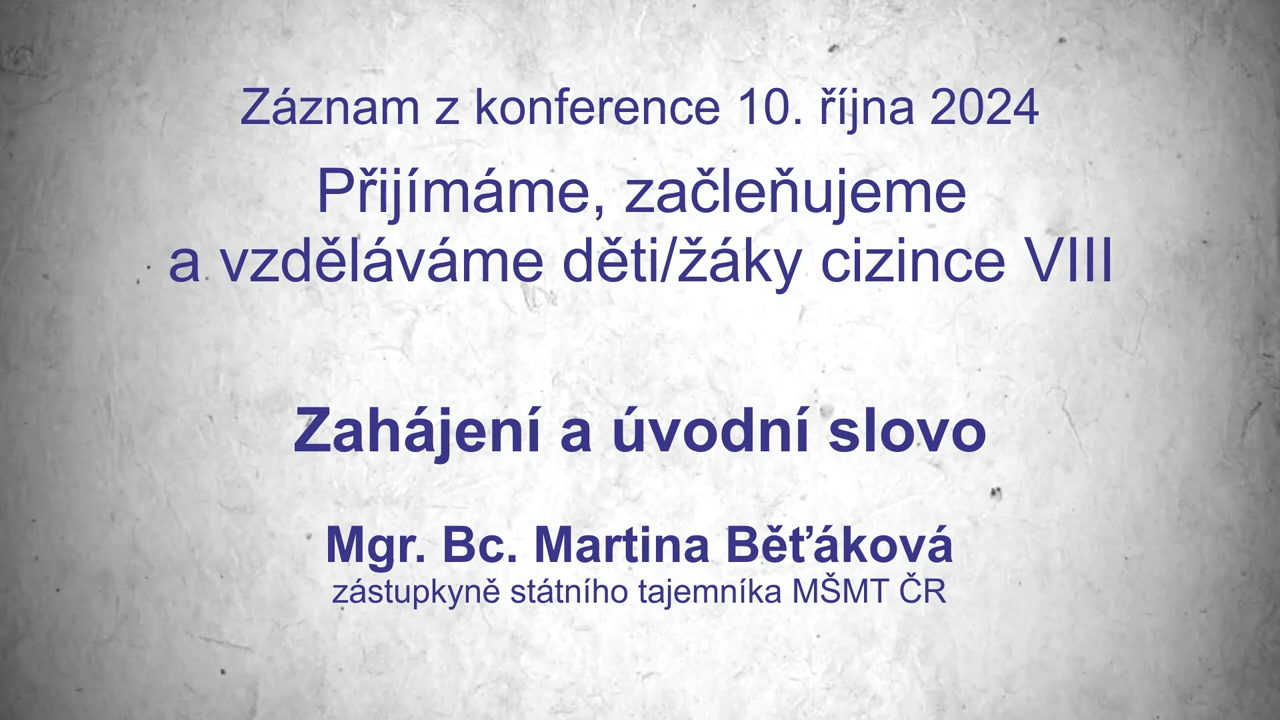 Záznam z konference 10. října 2024
Přijímáme, začleňujeme
a vzděláváme děti/žáky cizince VIII
Zahájení a úvodní slovo
Mgr. Bc. Martina Běťáková
zástupkyně státního tajemníka MŠMT ČR